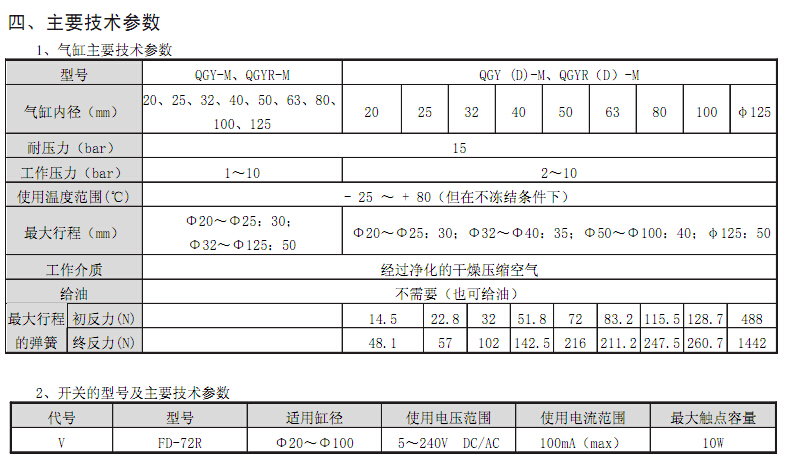 四、主要技术参数
1、气缸主要技术参数
型号 QGY-M、QGYR-M QGY (D)-M、QGYR（D）-M
气缸内径（mm） 20、25、32、40、50、63、80、100、125 20 25 32 40 50 63 80 100 φ125
耐压力（bar） 15
工作压力（bar） 1～10 2～10
使用温度范围(℃) - 25 ～ + 80（但在不冻结条件下）
最大行程（mm） Φ20～Φ25：30； Φ32～Φ125：50 Φ20～Φ25：30；Φ32～Φ40：35；Φ50～Φ100：40；φ125：50
工作介质 经过净化的干燥压缩空气
给油 不需要（也可给油）
最大行程 初反力(N) 14.5 22.8 32 51.8 72 83.2 115.5 128.7 488
的弹簧 终反力(N) 48.1 57 102 142.5 216 211.2 247.5 260.7 1442
2、开关的型号及主要技术参数
代号 型号 适用缸径 使用电压范围 使用电流范围 最大触点容量
V FD-72R Φ20～Φ100 5～240V DC/AC 100mA（max） 10W